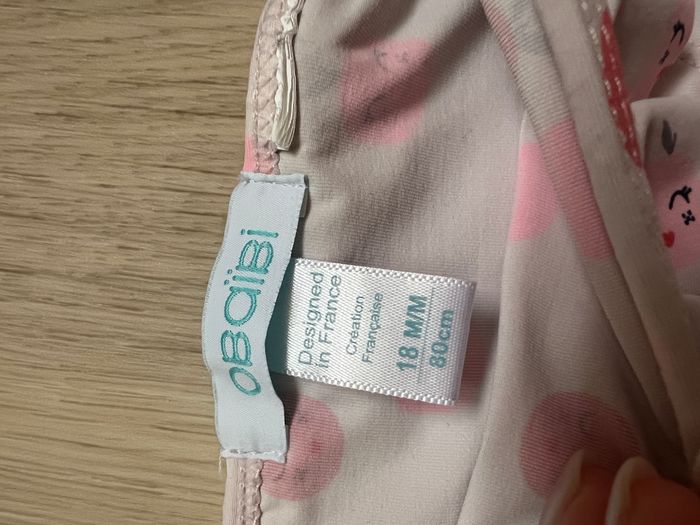 OBAÏBI
Designed
in France
Création
Française
18 M/M
80cm